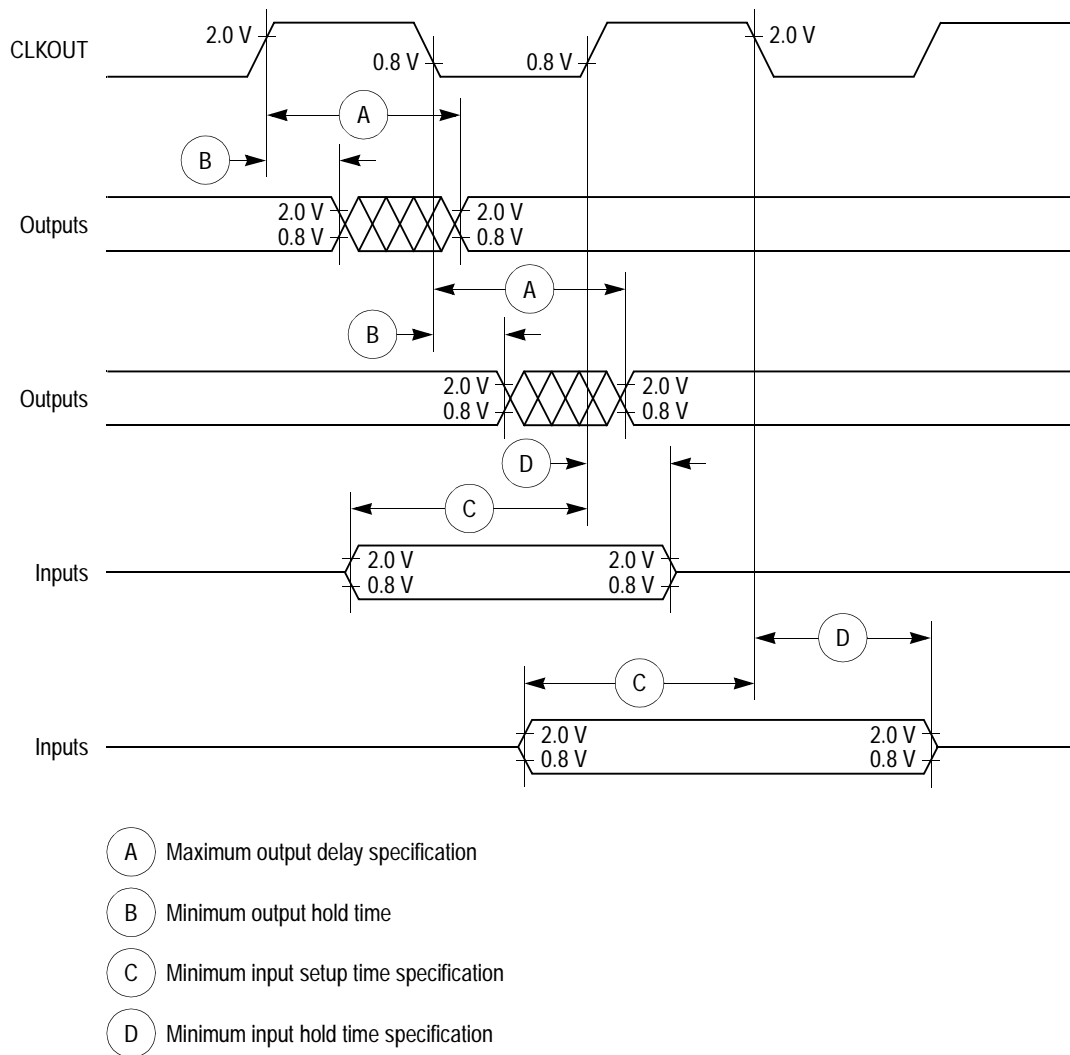 CLKOUT
2.0 V
0.8 V
0.8 V
2.0 V
A
B
Outputs
2.0 V
0.8 V
2.0 V
0.8 V
A
B
Outputs
2.0 V
0.8 V
2.0 V
0.8 V
D
C
Inputs
2.0 V
0.8 V
2.0 V
0.8 V
D
C
Inputs
2.0 V
0.8 V
2.0 V
0.8 V
A Maximum output delay specification
B Minimum output hold time
C Minimum input setup time specification
D Minimum input hold time specification